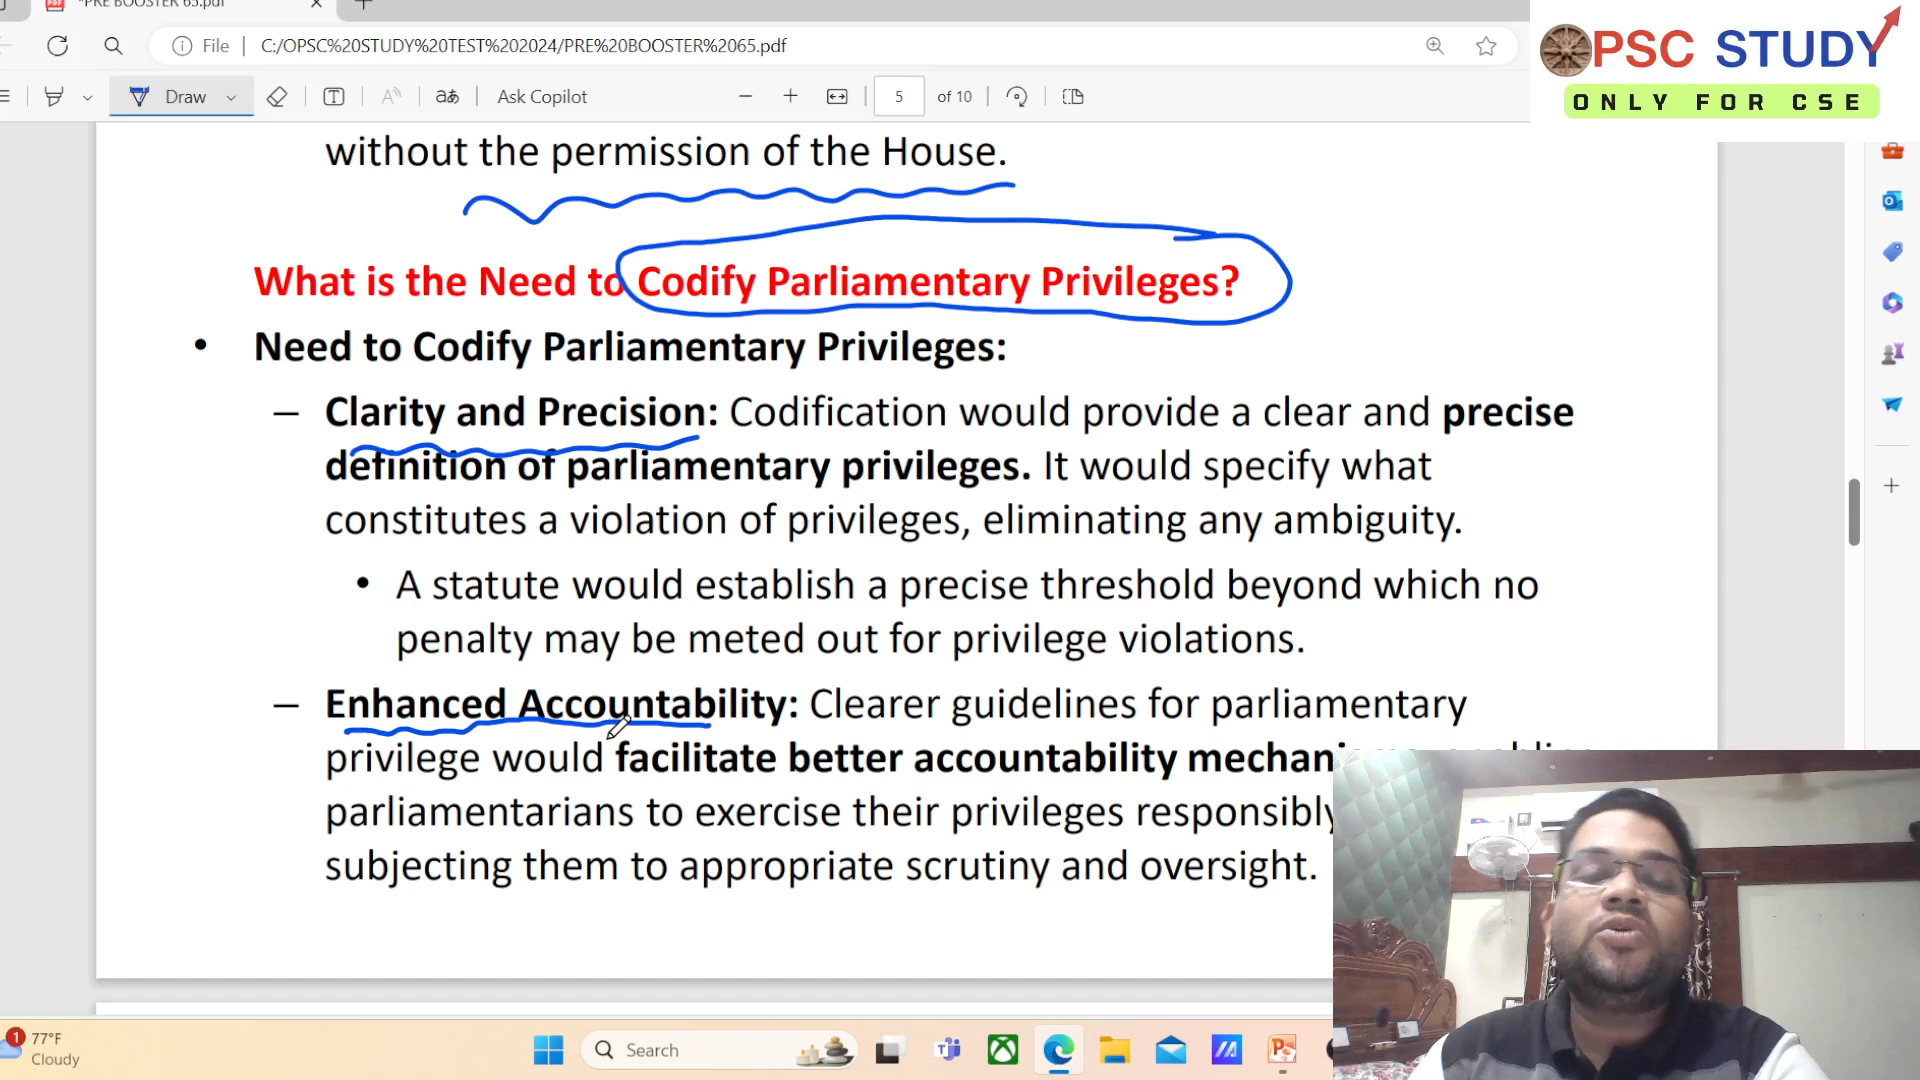 *PRE BOOSTER 65.pdf
File
C:/OPSC%20STUDY%20TEST%202024/PRE%20BOOSTER%2065.pdf
PSC STUDY
ONLY FOR CSE
Draw
Ask Copilot
5 of 10
without the permission of the House.
What is the Need to Codify Parliamentary Privileges?
• Need to Codify Parliamentary Privileges:
– Clarity and Precision: Codification would provide a clear and precise
definition of parliamentary privileges. It would specify what
constitutes a violation of privileges, eliminating any ambiguity.
• A statute would establish a precise threshold beyond which no
penalty may be meted out for privilege violations.
– Enhanced Accountability: Clearer guidelines for parliamentary
privilege would facilitate better accountability
parliamentarians to exercise their privileges responsibly
subjecting them to appropriate scrutiny and oversight.
1
77°F
Cloudy
Search